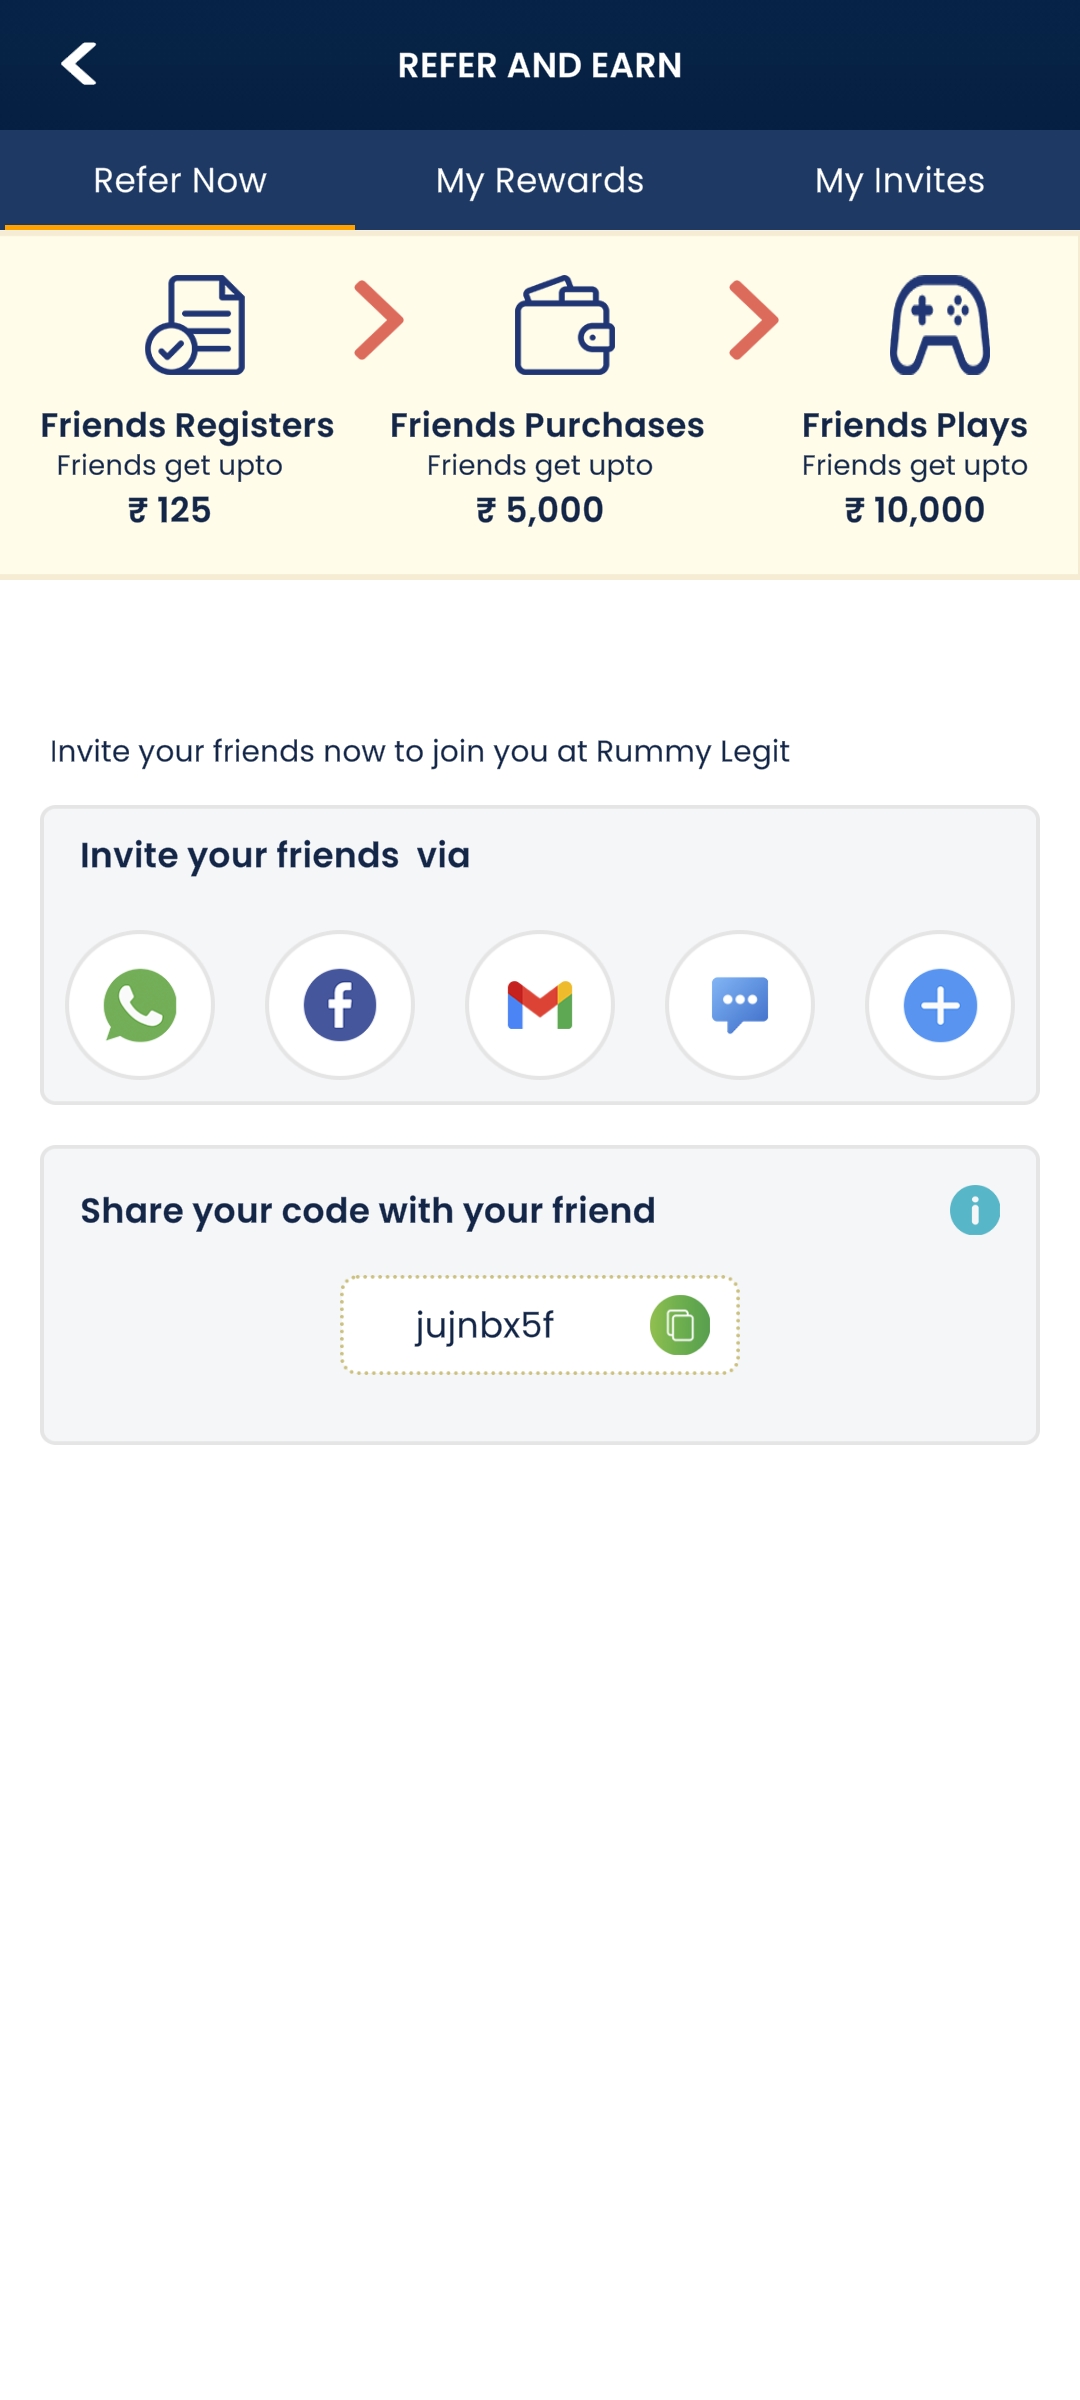 REFER AND EARN
Refer Now
My Rewards
My Invites
Friends Registers
Friends get upto
₹ 125
Friends Purchases
Friends get upto
₹ 5,000
Friends Plays
Friends get upto
₹ 10,000
Invite your friends now to join you at Rummy Legit
Invite your friends via
Share your code with your friend
jujnbx5f